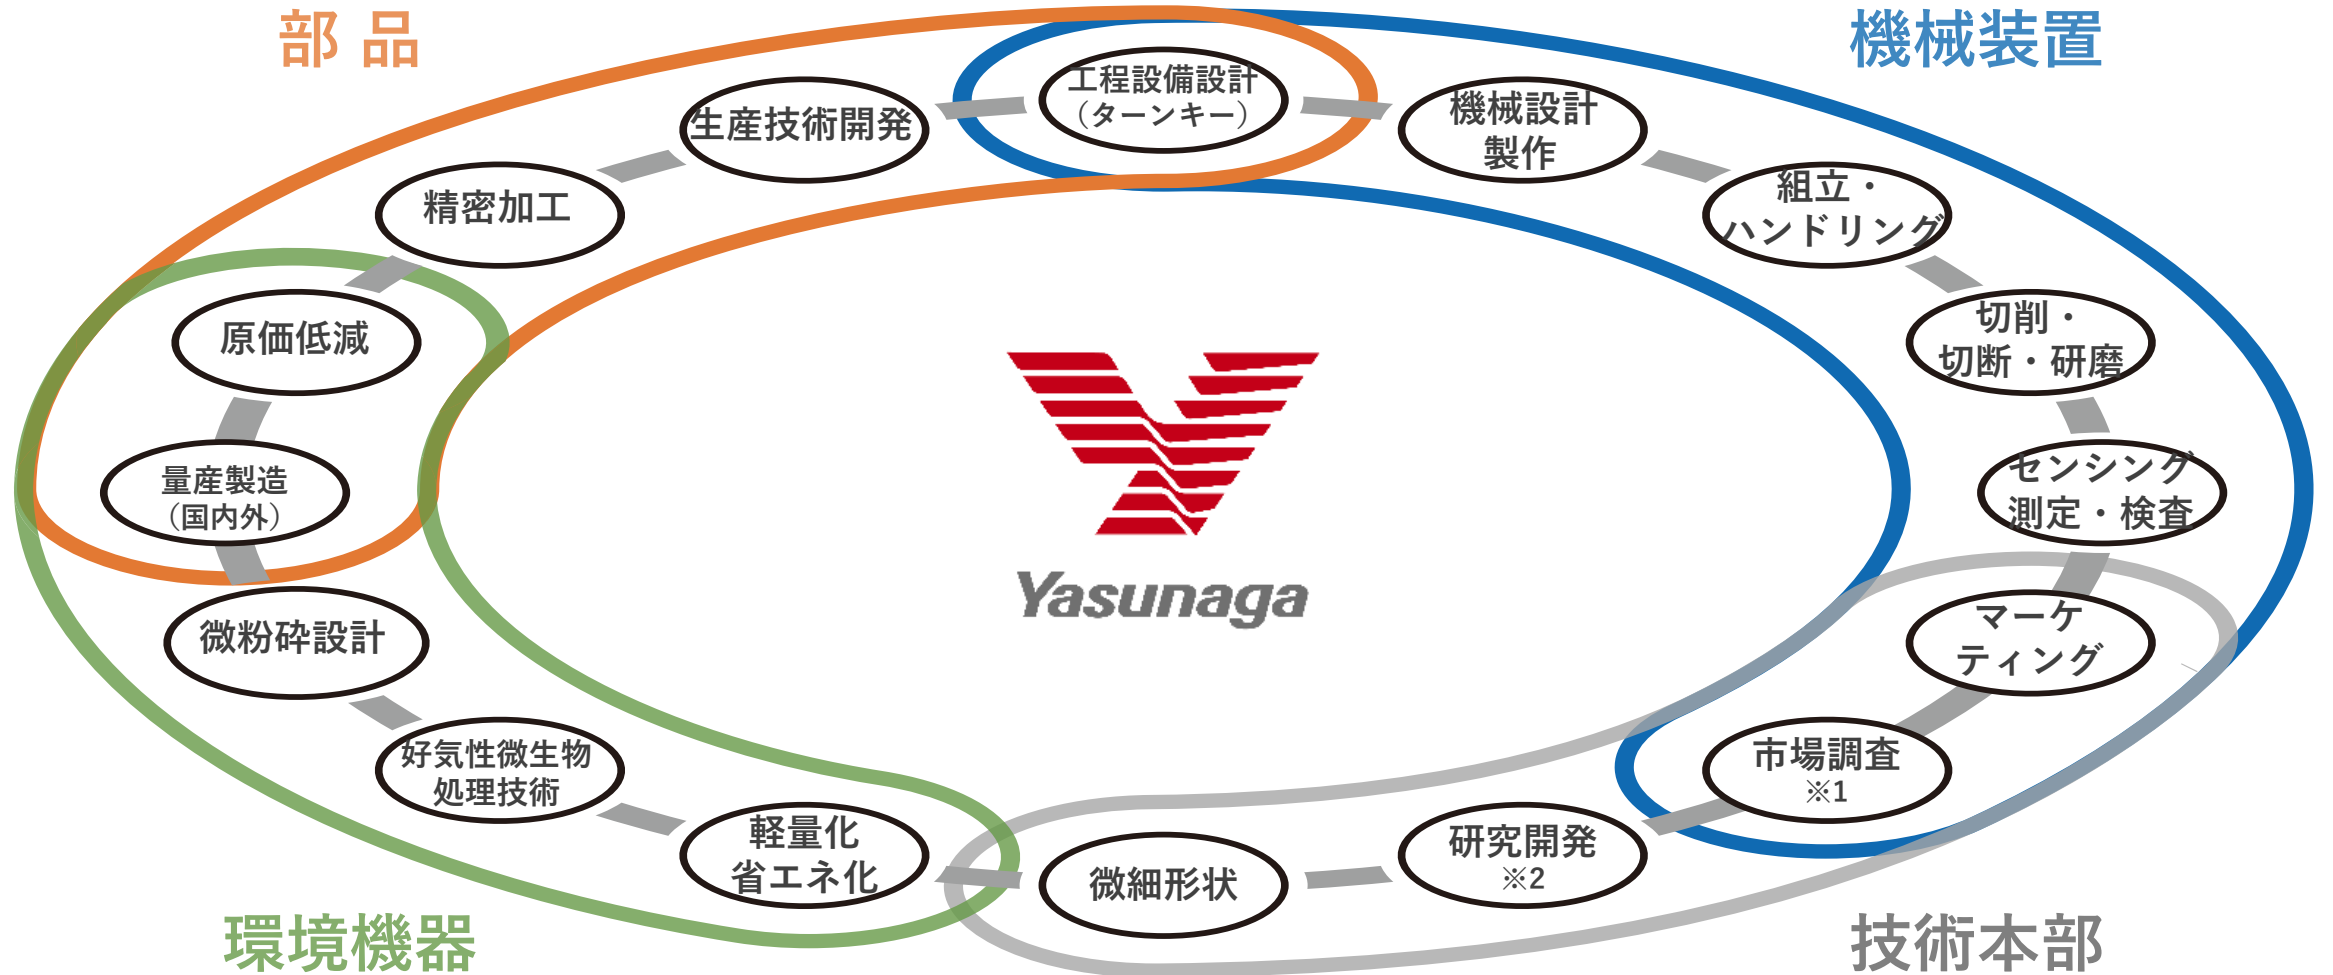 部 品
機械装置
工程設備設計
（ターンキー）
生産技術開発
機械設計
製作
精密加工
組立・
ハンドリング
原価低減
切削・
切断・研磨
量産製造
（国内外）
センシング
測定・検査
Yasunaga
微粉砕設計
マーケ
ティング
好気性微生物
処理技術
市場調査
※1
軽量化
省エネ化
微細形状
研究開発
※2
環境機器
技術本部